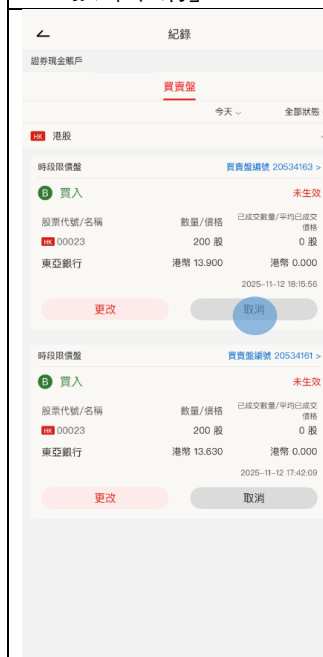 紀錄
證券現金賬戶
買賣盤
今天 全部狀態
HK 港股
時段限價盤 買賣盤編號 20534163 >
B 買入 未生效
股票代號/名稱 數量/價格 已成交數量/平均已成交價格
HK 00023 200 股 0 股
東亞銀行 港幣 13.900 港幣 0.000
2025-11-12 18:15:56
更改 取消
時段限價盤 買賣盤編號 20534161 >
B 買入 未生效
股票代號/名稱 數量/價格 已成交數量/平均已成交價格
HK 00023 200 股 0 股
東亞銀行 港幣 13.630 港幣 0.000
2025-11-12 17:42:09
更改 取消